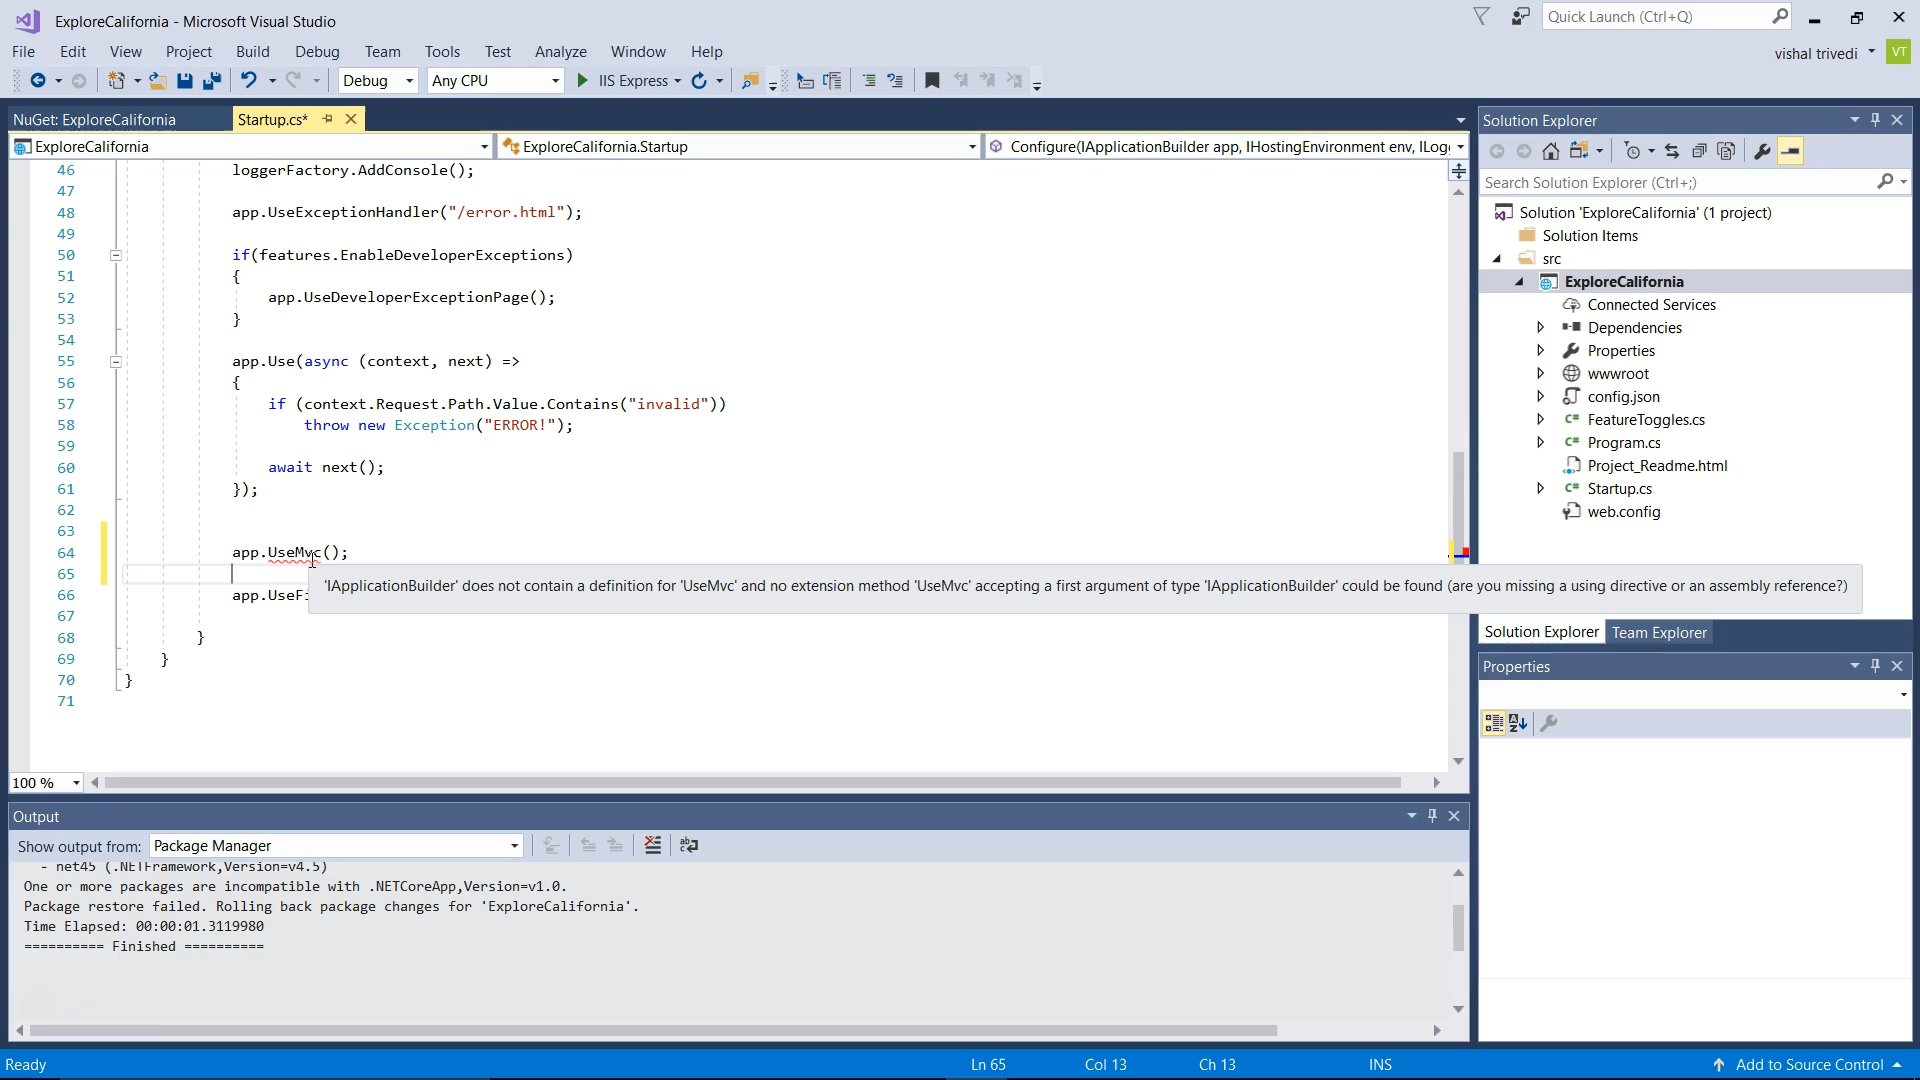 ExploreCalifornia - Microsoft Visual Studio
Quick Launch (Ctrl+Q)
File Edit View Project Build Debug Team Tools Test Analyze Window Help
vishal trivedi VT
Debug Any CPU IIS Express
NuGet: ExploreCalifornia Startup.cs*
ExploreCalifornia ExploreCalifornia.Startup Configure(IApplicationBuilder app, IHostingEnvironment env, ILogg
46 loggerFactory.AddConsole();
47
48 app.UseExceptionHandler("/error.html");
49
50 if(features.EnableDeveloperExceptions)
51 {
52 app.UseDeveloperExceptionPage();
53 }
54
55 app.Use(async (context, next) =>
56 {
57 if (context.Request.Path.Value.Contains("invalid"))
58 throw new Exception("ERROR!");
59
60 await next();
61 });
62
63
64 app.UseMvc();
65
'IApplicationBuilder' does not contain a definition for 'UseMvc' and no extension method 'UseMvc' accepting a first argument of type 'IApplicationBuilder' could be found (are you missing a using directive or an assembly reference?)
66 app.UseFi
67
68 }
69 }
70 }
71
100 %
Solution Explorer
Search Solution Explorer (Ctrl+;)
Solution 'ExploreCalifornia' (1 project)
Solution Items
src
ExploreCalifornia
Connected Services
Dependencies
Properties
wwwroot
config.json
C# FeatureToggles.cs
C# Program.cs
Project_Readme.html
C# Startup.cs
web.config
Solution Explorer Team Explorer
Properties
Output
Show output from: Package Manager
- net45 (.NETFramework,Version=v4.5)
One or more packages are incompatible with .NETCoreApp,Version=v1.0.
Package restore failed. Rolling back package changes for 'ExploreCalifornia'.
Time Elapsed: 00:00:01.3119980
========== Finished ==========
Ready Ln 65 Col 13 Ch 13 INS Add to Source Control